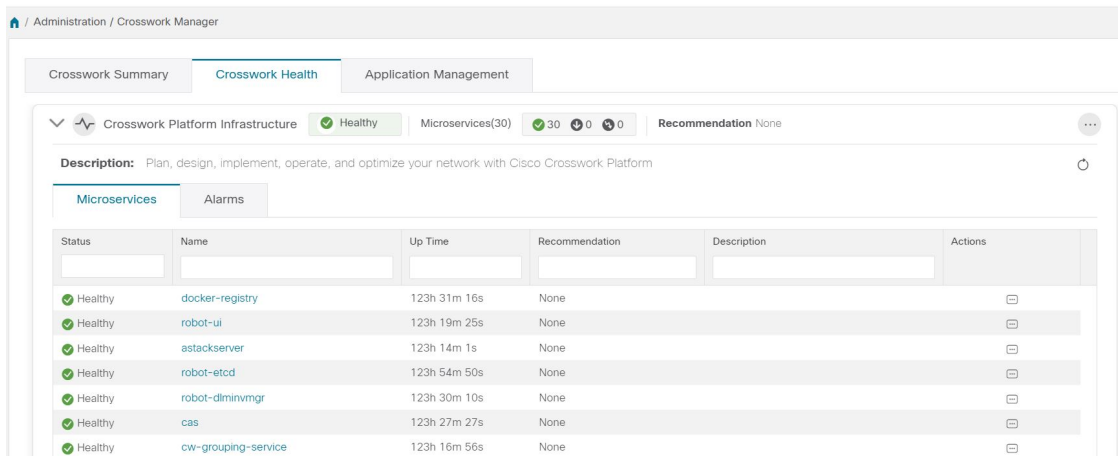 / Administration / Crosswork Manager
Crosswork Summary Crosswork Health Application Management
Crosswork Platform Infrastructure Healthy Microservices(30) 30 0 0 Recommendation None
Description: Plan, design, implement, operate, and optimize your network with Cisco Crosswork Platform
Microservices Alarms
Status Name Up Time Recommendation Description Actions
Healthy docker-registry 123h 31m 16s None
Healthy robot-ui 123h 19m 25s None
Healthy astackserver 123h 14m 1s None
Healthy robot-etcd 123h 54m 50s None
Healthy robot-dlminvmgr 123h 30m 10s None
Healthy cas 123h 27m 27s None
Healthy cw-grouping-service 123h 16m 56s None